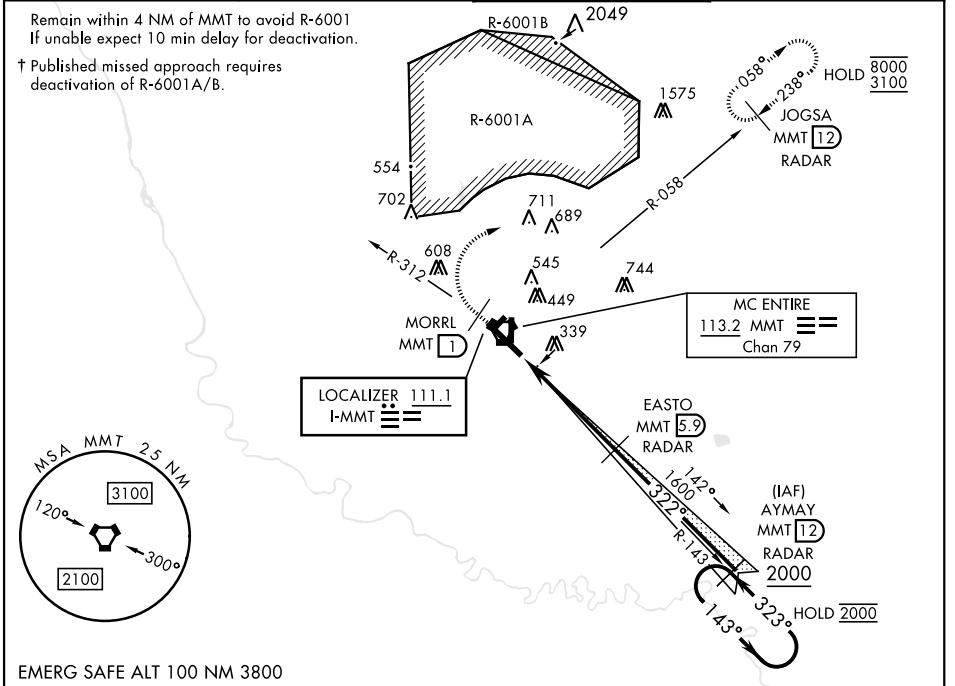 Remain within 4 NM of MMT to avoid R-6001
If unable expect 10 min delay for deactivation.
† Published missed approach requires
deactivation of R-6001A/B.
R-6001B
2049
R-6001A
1575
058°
238°
HOLD 8000
3100
JOGSA
MMT 12
RADAR
554
702
711
689
R-058
R-312
608
545
449
744
MORRL
MMT 1
339
MC ENTIRE
113.2 MMT
Chan 79
LOCALIZER 111.1
I-MMT
EASTO
MMT 5.9
RADAR
142°
1600
322°
R-143
(IAF)
AYMAY
MMT 12
RADAR
2000
323°
143°
HOLD 2000
MSA MMT 25 NM
3100
120°
300°
2100
EMERG SAFE ALT 100 NM 3800